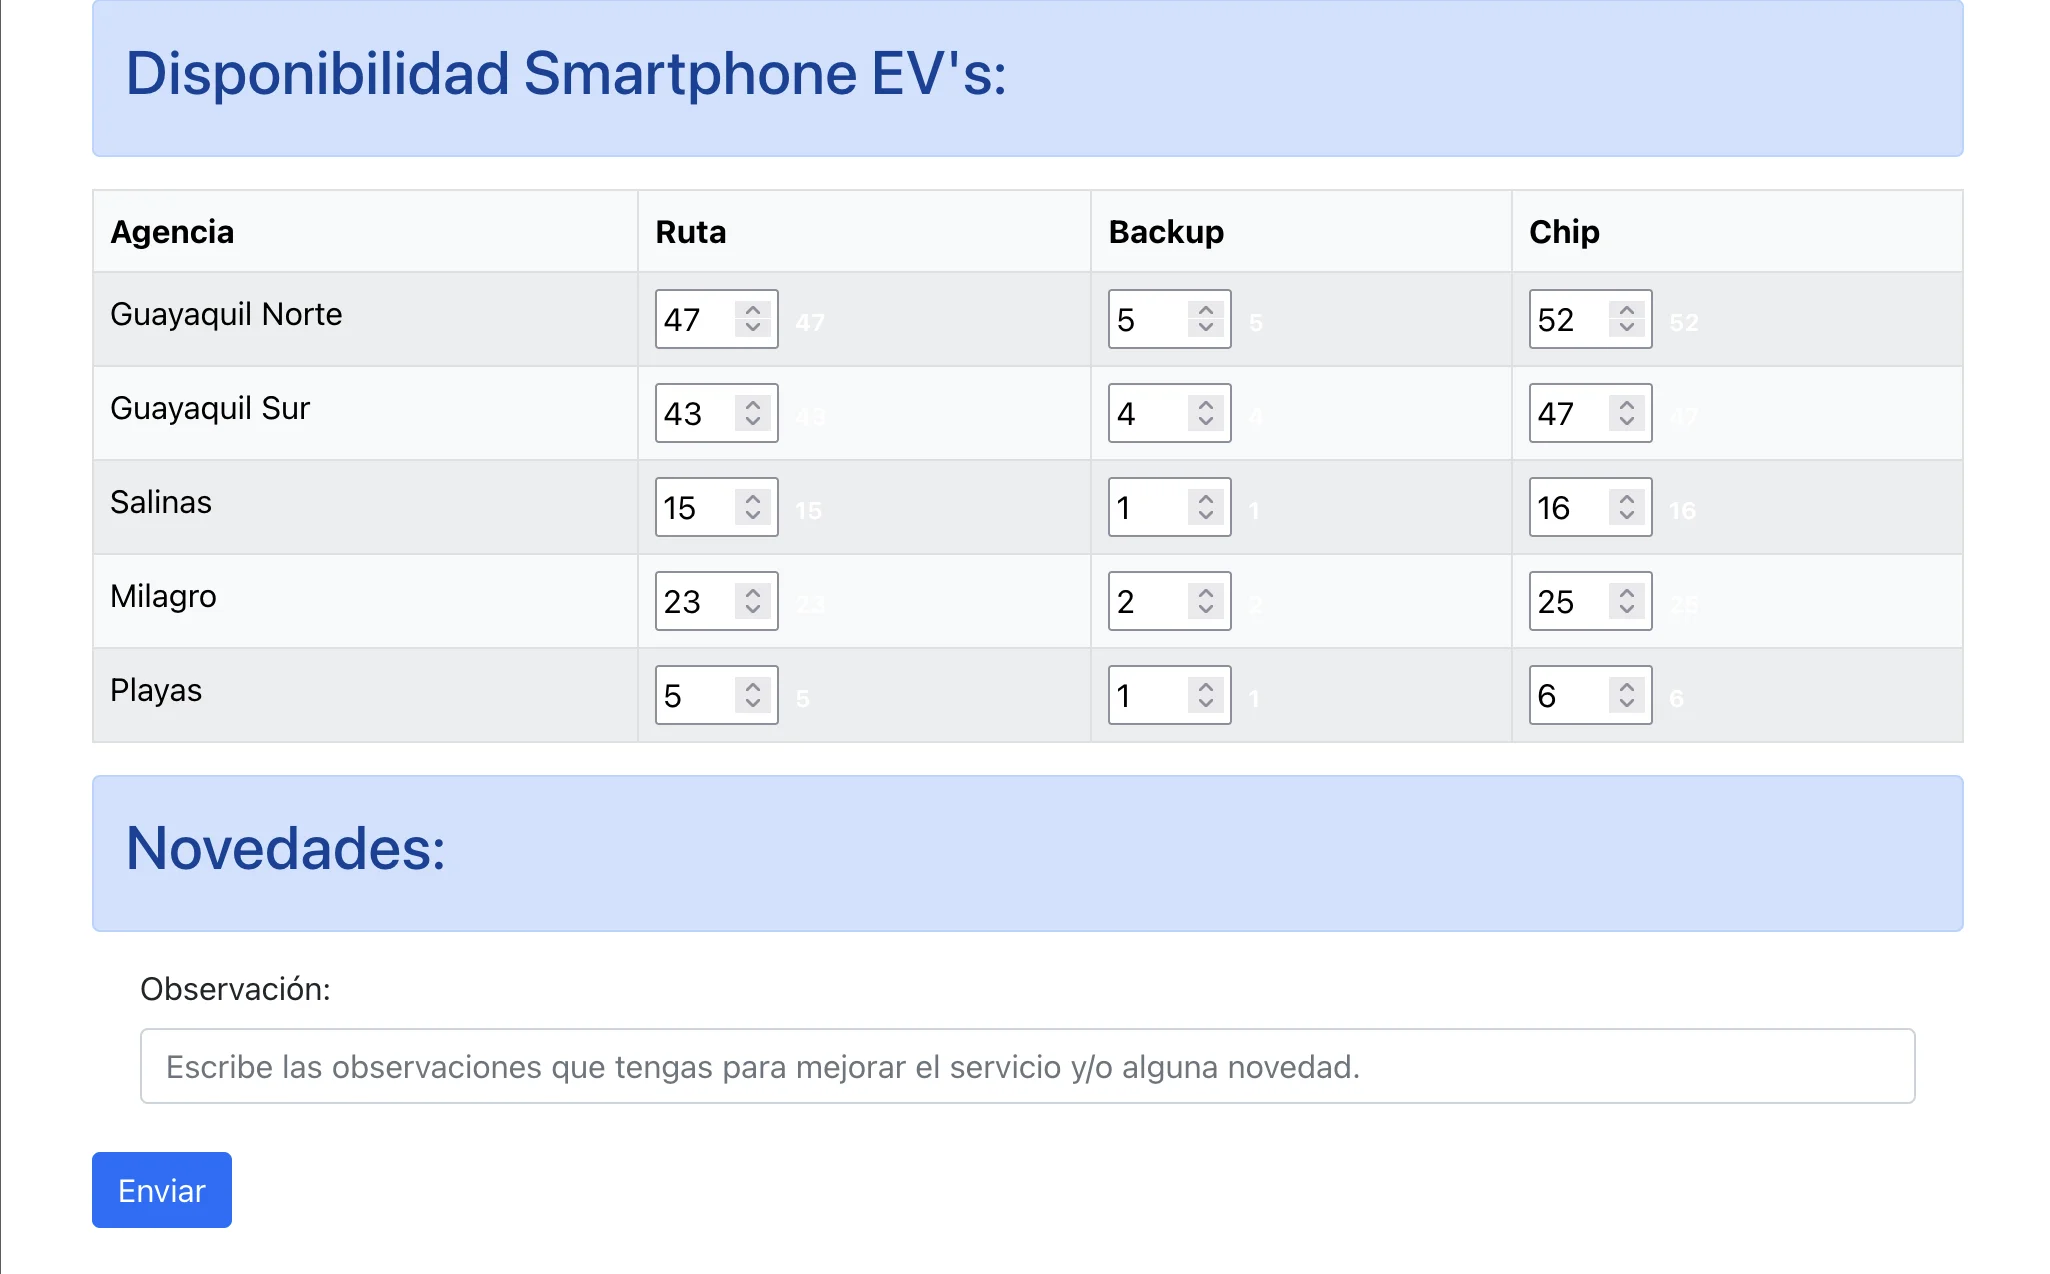 Disponibilidad Smartphone EV's:
Agencia Ruta Backup Chip
Guayaquil Norte 47 47 5 5 52 52
Guayaquil Sur 43 43 4 4 47 47
Salinas 15 15 1 1 16 16
Milagro 23 23 2 2 25 25
Playas 5 5 1 1 6 6
Novedades:
Observación:
Escribe las observaciones que tengas para mejorar el servicio y/o alguna novedad.
Enviar